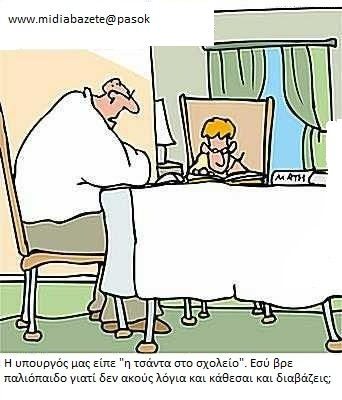 www.midiabazete@pasok
MATH
Η υπουργός μας είπε "η τσάντα στο σχολείο". Εσύ βρε
παλιόπαιδο γιατί δεν ακούς λόγια και κάθεσαι και διαβάζεις;